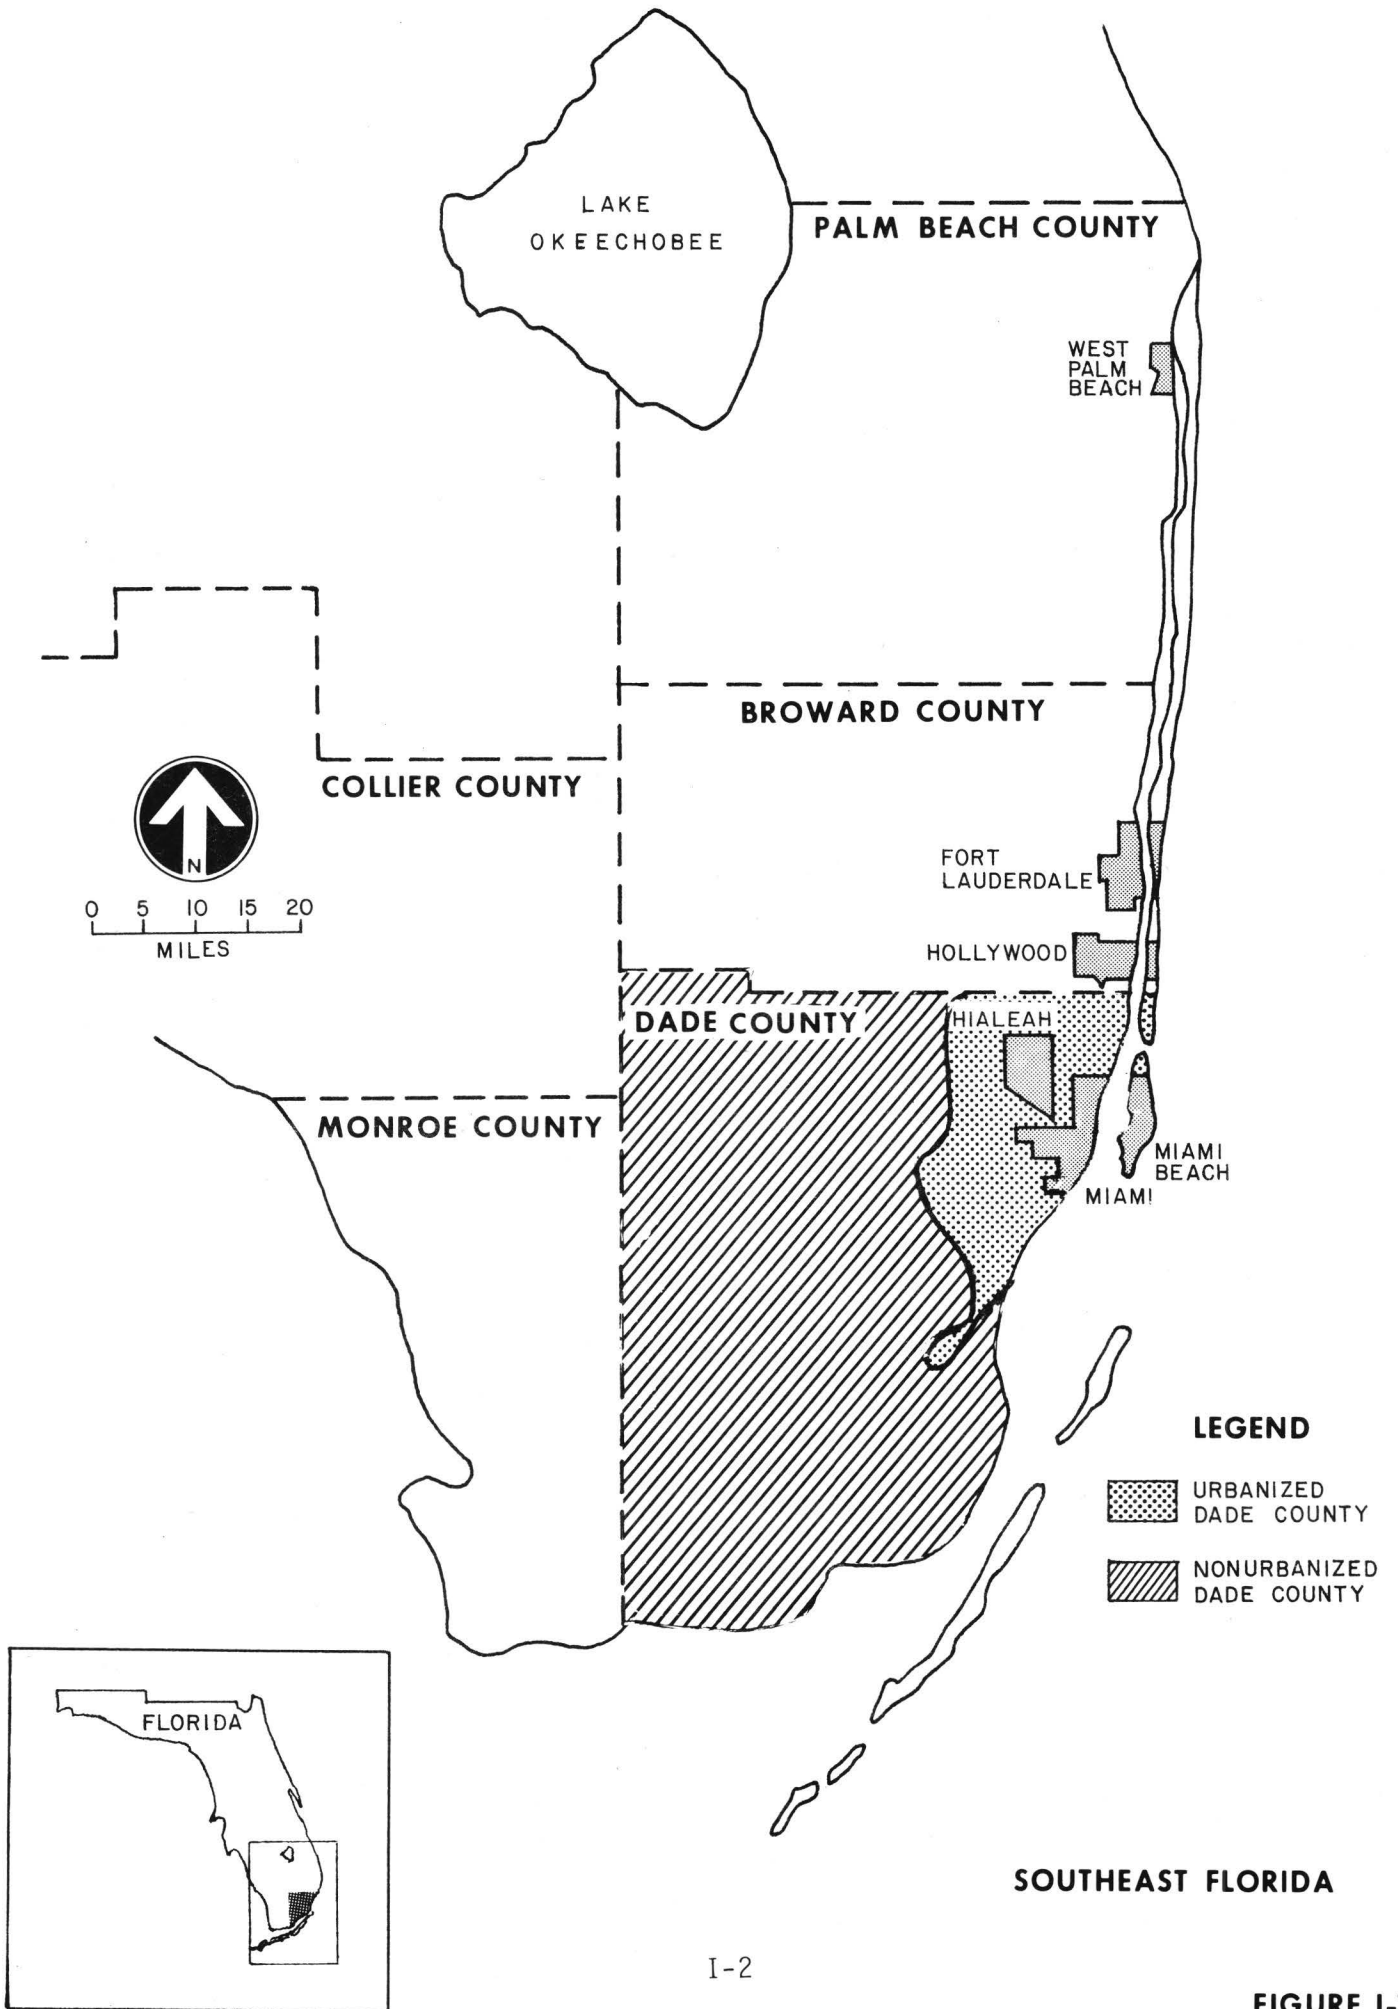 LAKE
OKEECHOBEE
PALM BEACH COUNTY
WEST
PALM
BEACH
BROWARD COUNTY
COLLIER COUNTY
N
0 5 10 15 20
MILES
FORT
LAUDERDALE
HOLLYWOOD
DADE COUNTY
HIALEAH
MONROE COUNTY
MIAMI
BEACH
MIAMI
LEGEND
URBANIZED
DADE COUNTY
NONURBANIZED
DADE COUNTY
FLORIDA
SOUTHEAST FLORIDA
I-2
FIGURE I-